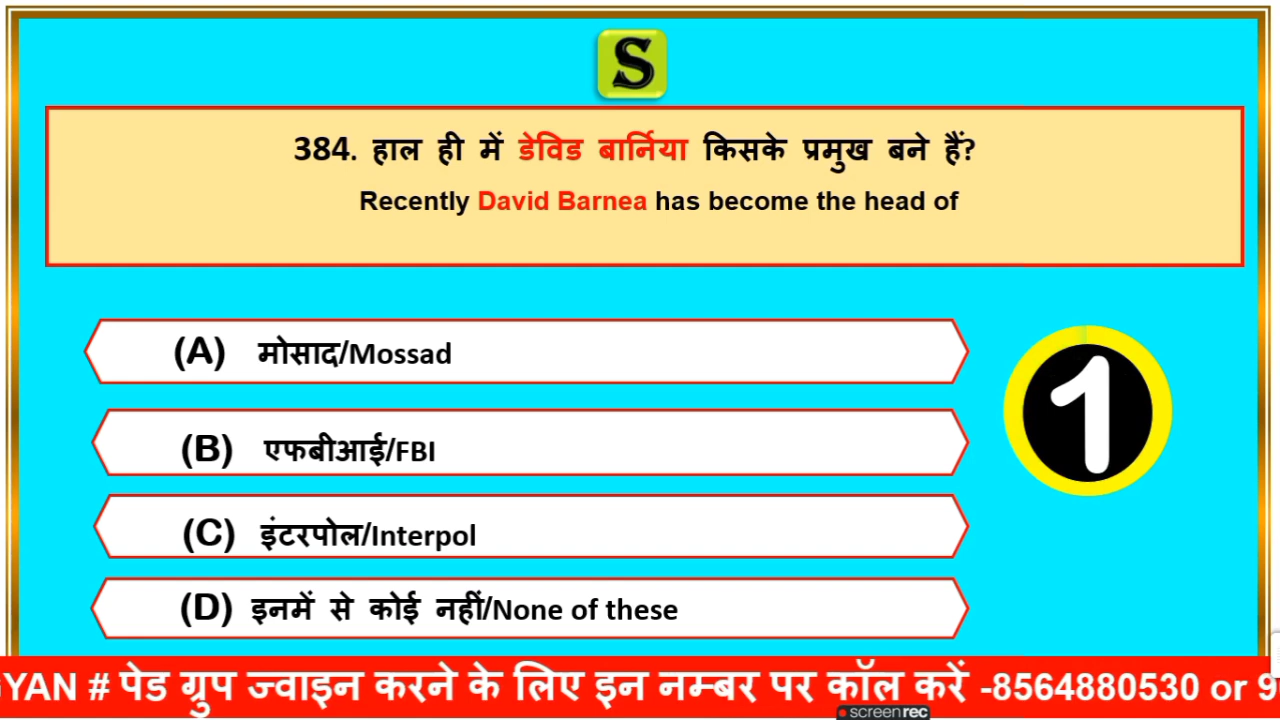 S
384. हाल ही में डेविड बार्निया किसके प्रमुख बने हैं?
Recently David Barnea has become the head of
(A) मोसाद/Mossad
1
(B) एफबीआई/FBI
(C) इंटरपोल/Interpol
(D) इनमें से कोई नहीं/None of these
YAN # पेड ग्रुप ज्वाइन करने के लिए इन नम्बर पर कॉल करें -8564880530 or 9
screenrec